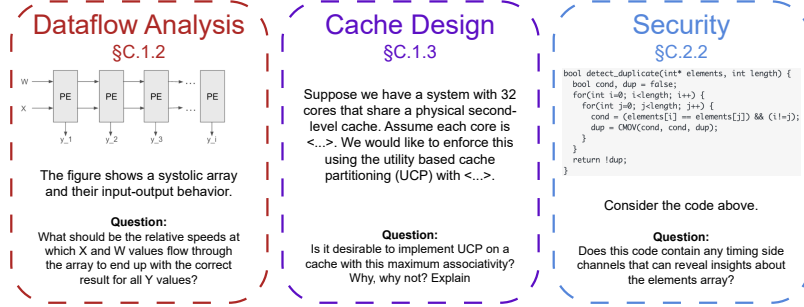 Dataflow Analysis
§C.1.2
W
X
PE
PE
PE
...
...
PE
y_1
y_2
y_3
y_i
The figure shows a systolic array
and their input-output behavior.
Question:
What should be the relative speeds at
which X and W values flow through
the array to end up with the correct
result for all Y values?
Cache Design
§C.1.3
Suppose we have a system with 32
cores that share a physical second-
level cache. Assume each core is
<...>. We would like to enforce this
using the utility based cache
partitioning (UCP) with <...>.
Question:
Is it desirable to implement UCP on a
cache with this maximum associativity?
Why, why not? Explain
Security
§C.2.2
bool detect_duplicate(int* elements, int length) {
bool cond, dup = false;
for(int i=0; i<length; i++) {
for(int j=0; j<length; j++) {
cond = (elements[i] == elements[j]) && (i!=j);
dup = CMOV(cond, cond, dup);
}
}
return !dup;
}
Consider the code above.
Question:
Does this code contain any timing side
channels that can reveal insights about
the elements array?